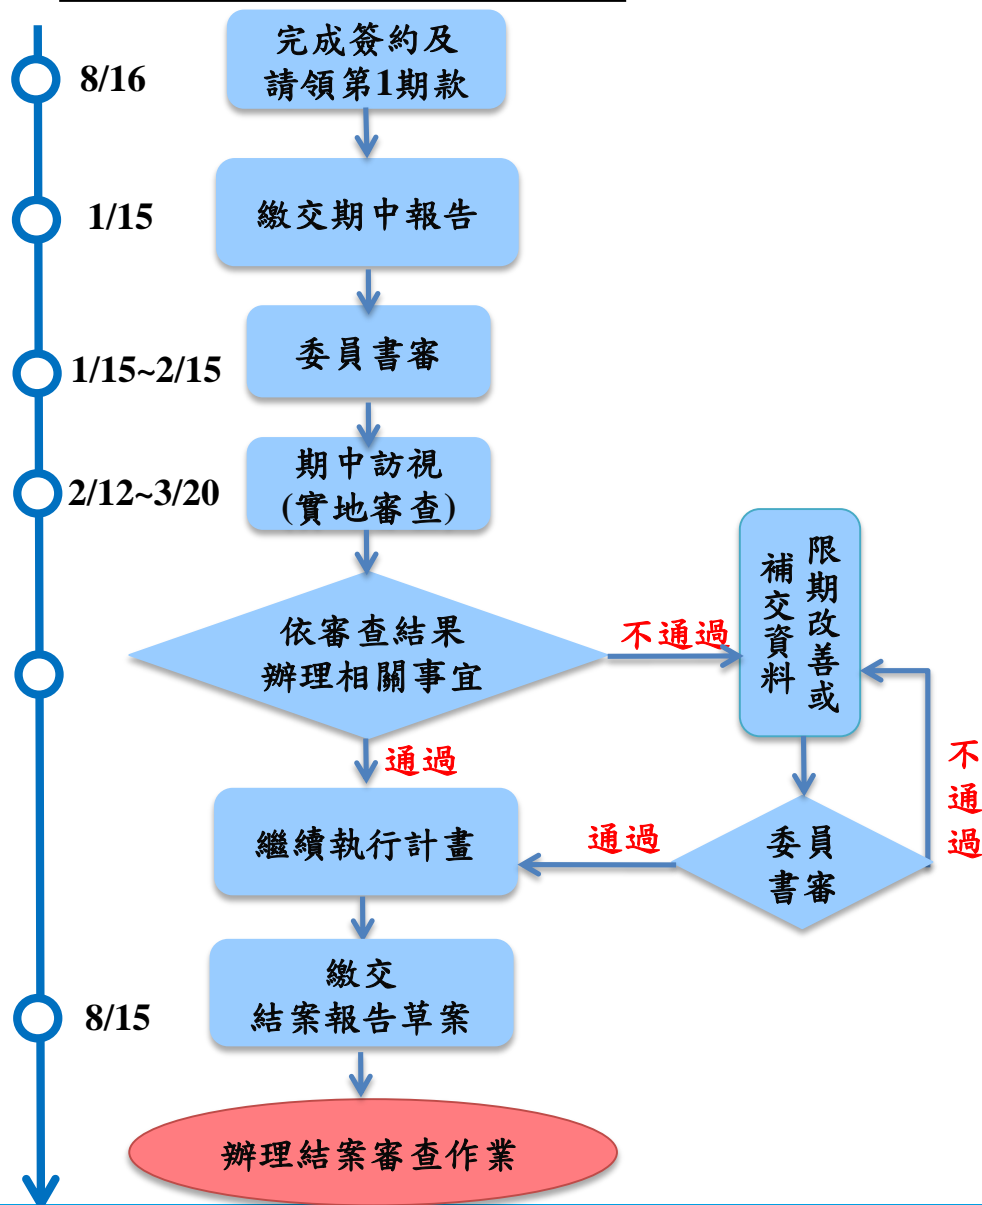 8/16
完成簽約及
請領第1期款
1/15
繳交期中報告
1/15~2/15
委員書審
2/12~3/20
期中訪視
(實地審查)
依審查結果
辦理相關事宜
不通過
限期改善或
補交資料
通過
繼續執行計畫
通過
委員
書審
不通過
8/15
繳交
結案報告草案
辦理結案審查作業